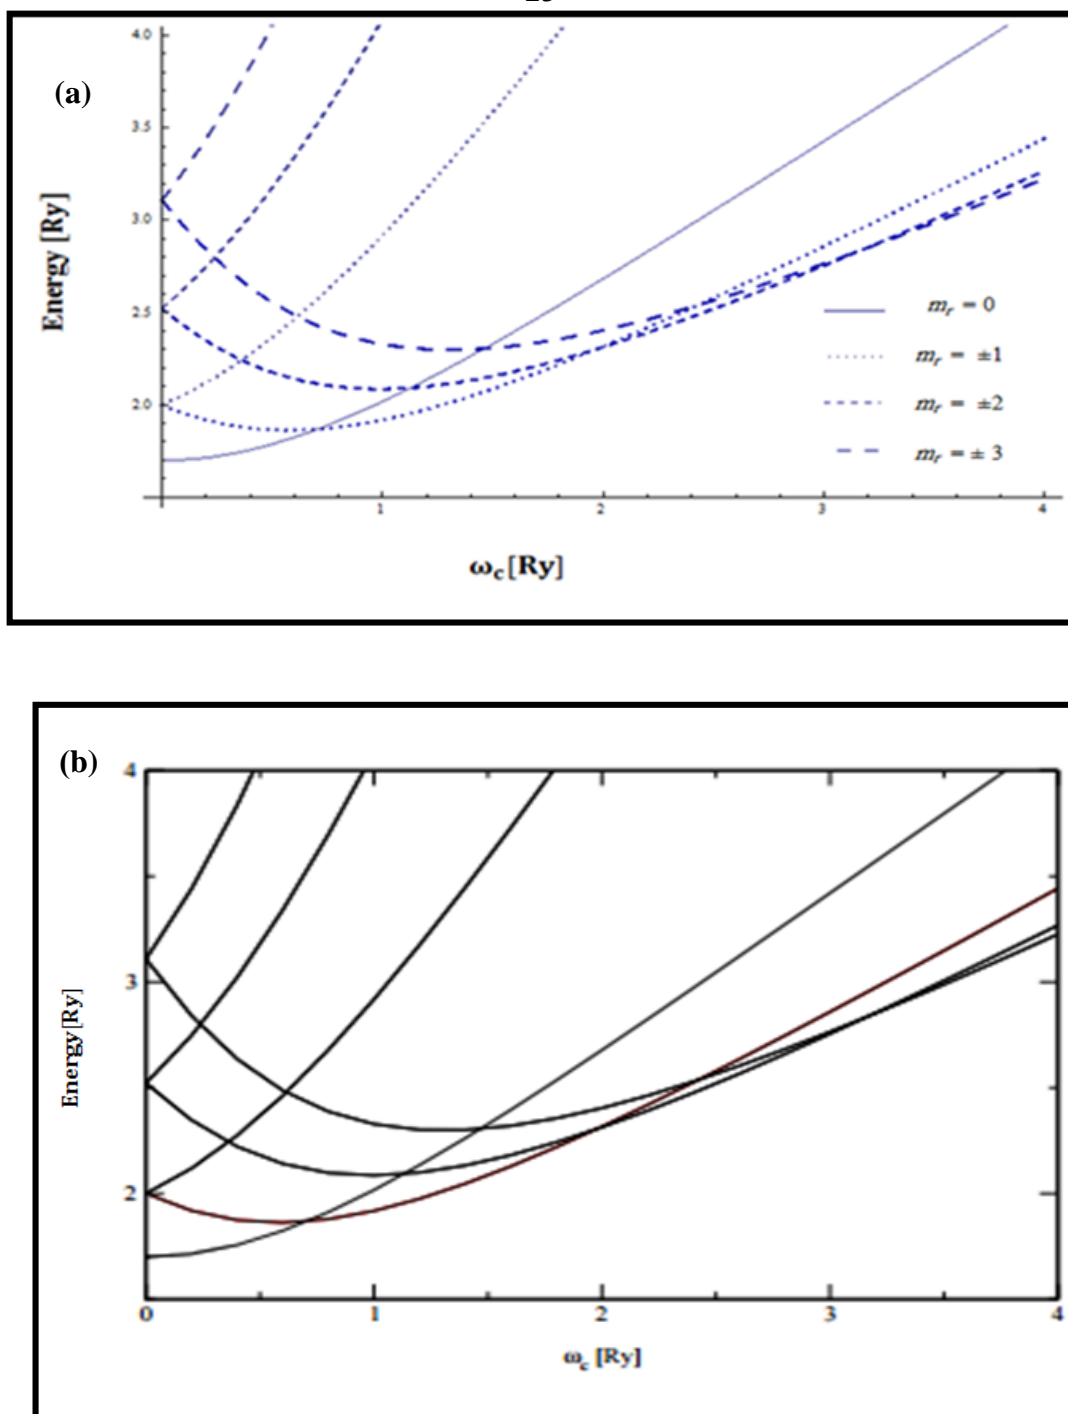 (a)
Energy [Ry]
4.0
3.5
3.0
2.5
2.0
1
2
3
4
m_r = 0
m_r = ±1
m_r = ±2
m_r = ± 3
ω_c [Ry]
(b)
Energy[Ry]
4
3
2
0
1
2
3
4
ω_c [Ry]